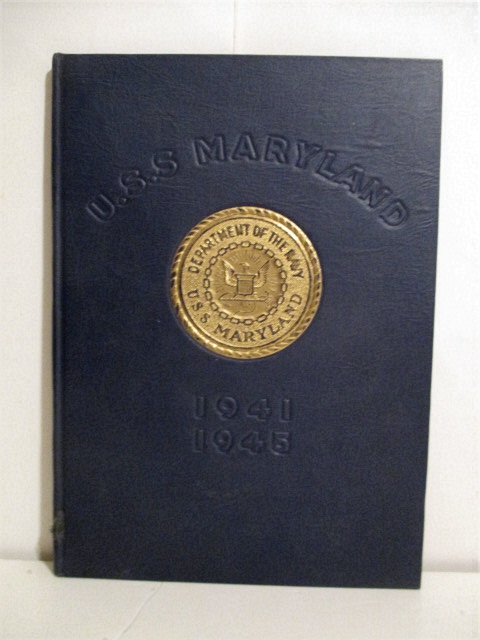 U.S.S MARYLAND
DEPARTMENT OF THE NAVY
U.S.S. MARYLAND
1941
1945